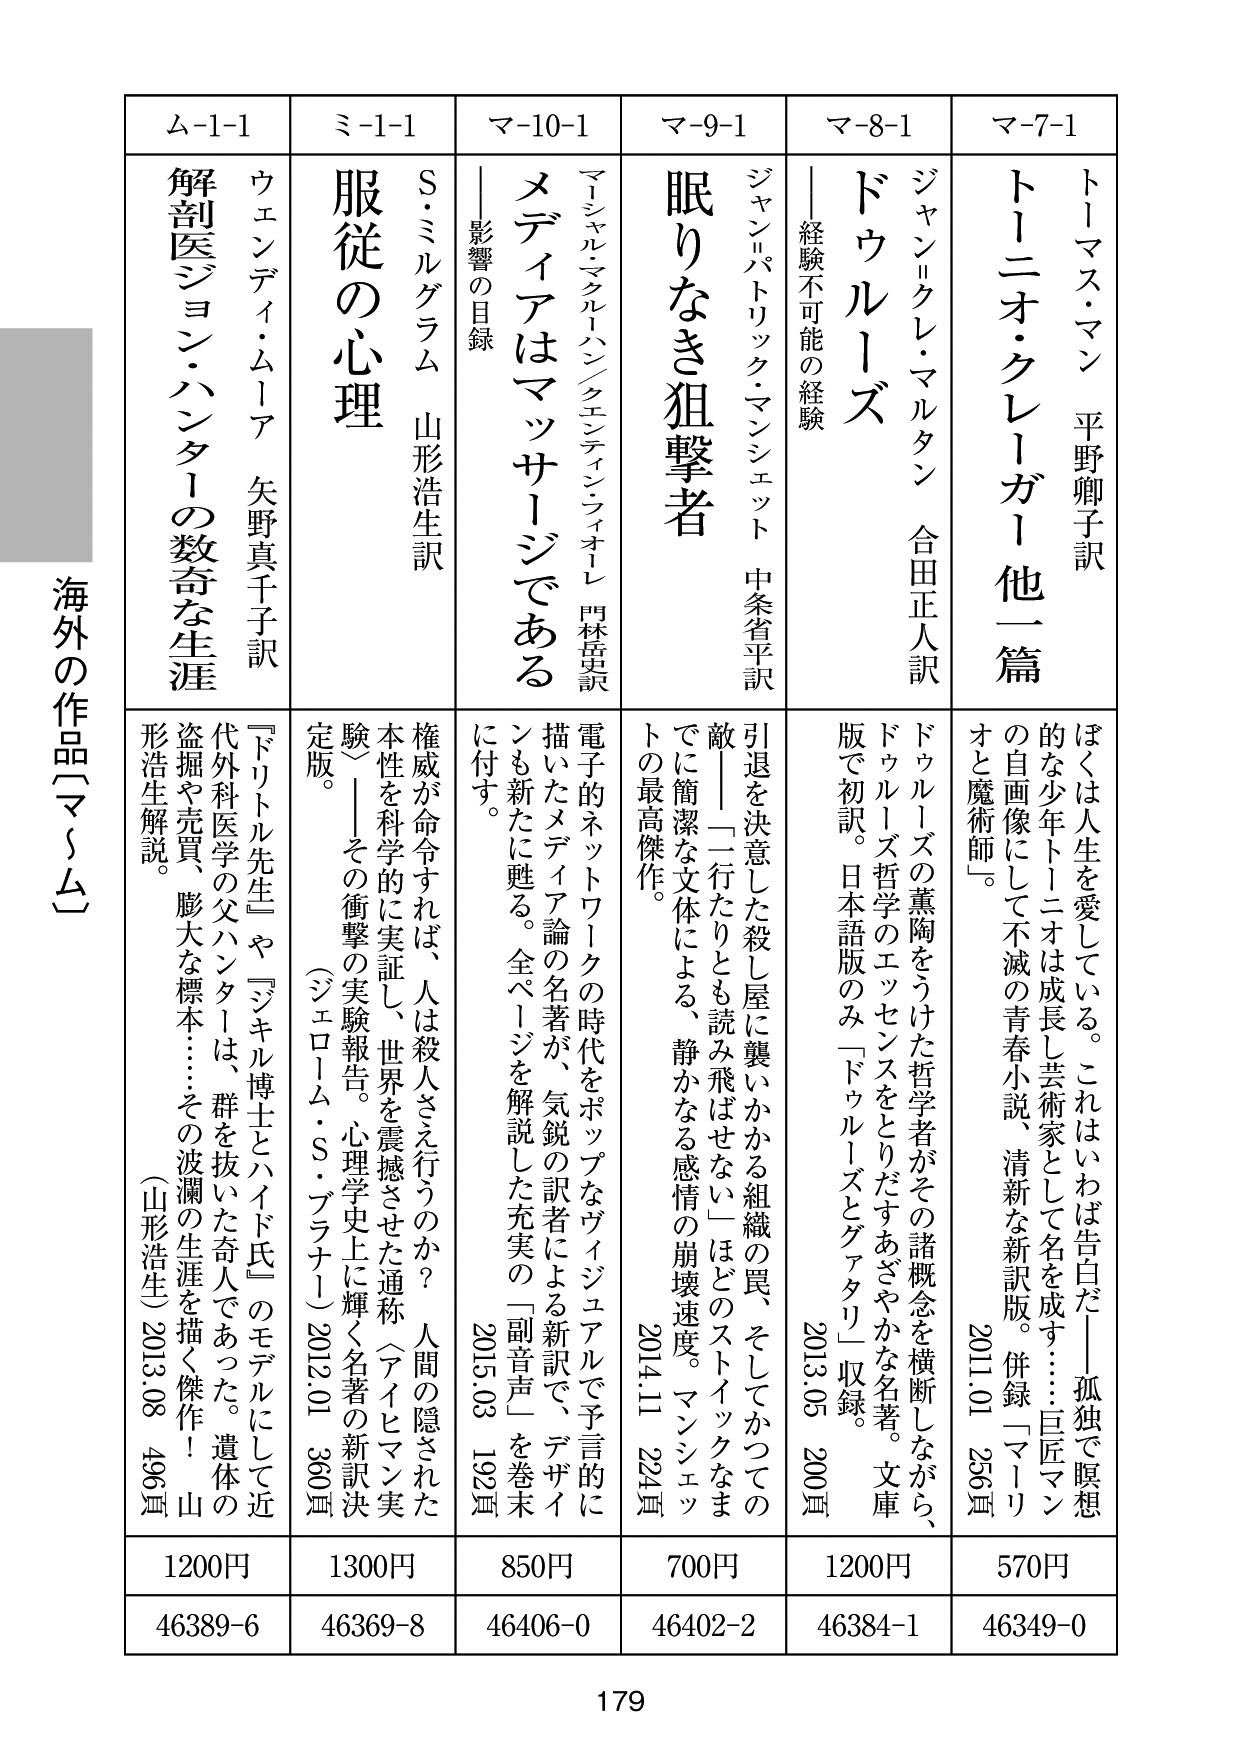 マ-7-1
トーマス・マン　平野卿子訳
トーニオ・クレーガー 他一篇
ぼくは人生を愛している。これはいわば告白だ――孤独で瞑想
的な少年トーニオは成長し芸術家として名を成す……巨匠マン
の自画像にして不滅の青春小説、清新な新訳版。併録「マーリ
オと魔術師」。
2011.01　256頁
570円
46349-0
マ-8-1
ジャン=クレ・マルタン　合田正人訳
ドゥルーズ
――経験不可能の経験
ドゥルーズの薫陶をうけた哲学者がその諸概念を横断しながら、
ドゥルーズ哲学のエッセンスをとりだすあざやかな名著。文庫
版で初訳。日本語版のみ「ドゥルーズとグァタリ」収録。
2013.05　200頁
1200円
46384-1
マ-9-1
ジャン=パトリック・マンシェット　中条省平訳
眠りなき狙撃者
引退を決意した殺し屋に襲いかかる組織の罠、そしてかつての
敵――「一行たりとも読み飛ばせない」ほどのストイックなま
でに簡潔な文体による、静かなる感情の崩壊速度。マンシェッ
トの最高傑作。
2014.11　224頁
700円
46402-2
マ-10-1
マーシャル・マクルーハン／クエンティン・フィオーレ　門林岳史訳
メディアはマッサージである
――影響の目録
電子的ネットワークの時代をポップなヴィジュアルで予言的に
描いたメディア論の名著が、気鋭の訳者による新訳で、デザイ
ンも新たに甦る。全ページを解説した充実の「副音声」を巻末
に付す。
2015.03　192頁
850円
46406-0
ミ-1-1
S・ミルグラム　山形浩生訳
服従の心理
権威が命令すれば、人は殺人さえ行うのか？　人間の隠された
本性を科学的に実証し、世界を震撼させた通称〈アイヒマン実
験〉――その衝撃の実験報告。心理学史上に輝く名著の新訳決
定版。
（ジェローム・S・ブラナー）2012.01　360頁
1300円
46369-8
ム-1-1
ウェンディ・ムーア　矢野真千子訳
解剖医ジョン・ハンターの数奇な生涯
『ドリトル先生』や『ジキル博士とハイド氏』のモデルにして近
代外科医学の父ハンターは、群を抜いた奇人であった。遺体の
盗掘や売買、膨大な標本……その波瀾の生涯を描く傑作！　山
形浩生解説。
（山形浩生）2013.08　496頁
1200円
46389-6
海外の作品〔マ〜ム〕
179